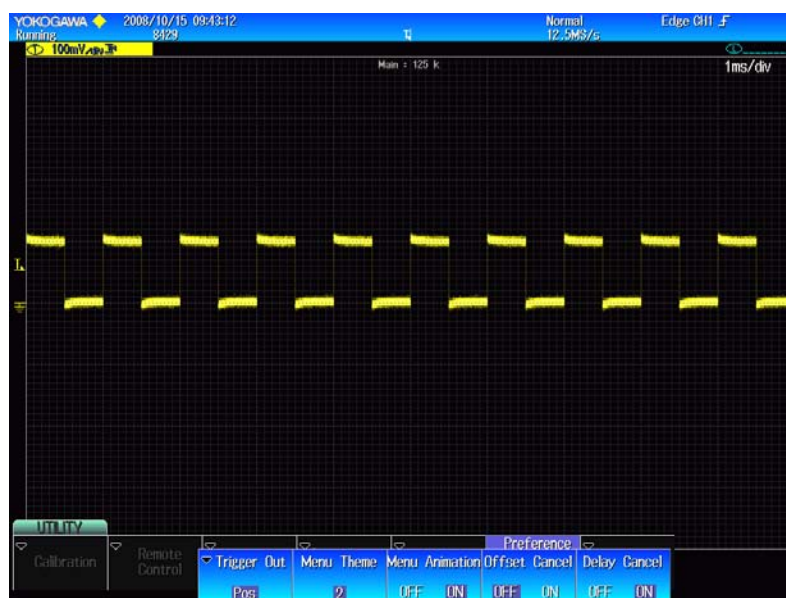 YOKOGAWA 2008/10/15 09:43:12 Normal Edge CH1
Running 8429 12.5MS/s
1 100mV
Main : 125 k
1ms/div
UTILITY
Preference
Calibration
Remote Control
Trigger Out
Pos
Menu Theme
2
Menu Animation
OFF ON
Offset Cancel
OFF ON
Delay Cancel
OFF ON